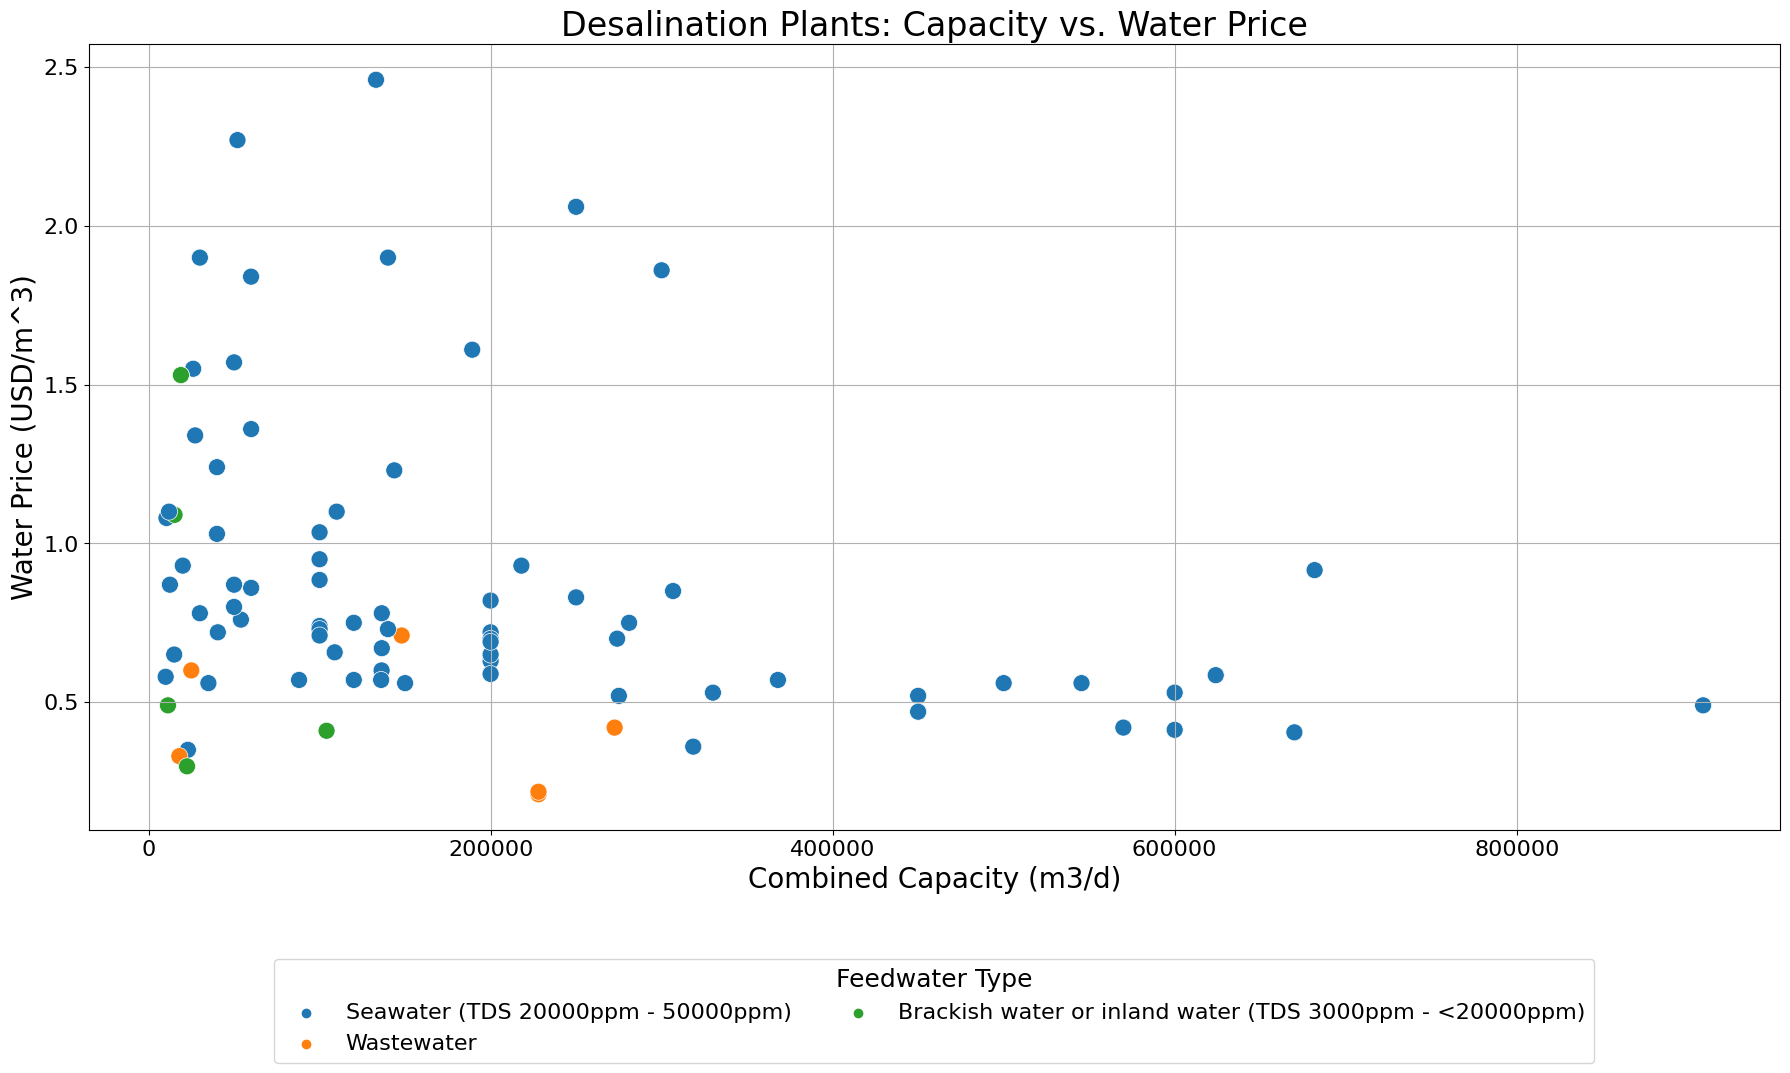 Desalination Plants: Capacity vs. Water Price
Water Price (USD/m^3)
2.5
2.0
1.5
1.0
0.5
0 200000 400000 600000 800000
Combined Capacity (m3/d)
Feedwater Type
Seawater (TDS 20000ppm - 50000ppm) Brackish water or inland water (TDS 3000ppm - <20000ppm)
Wastewater